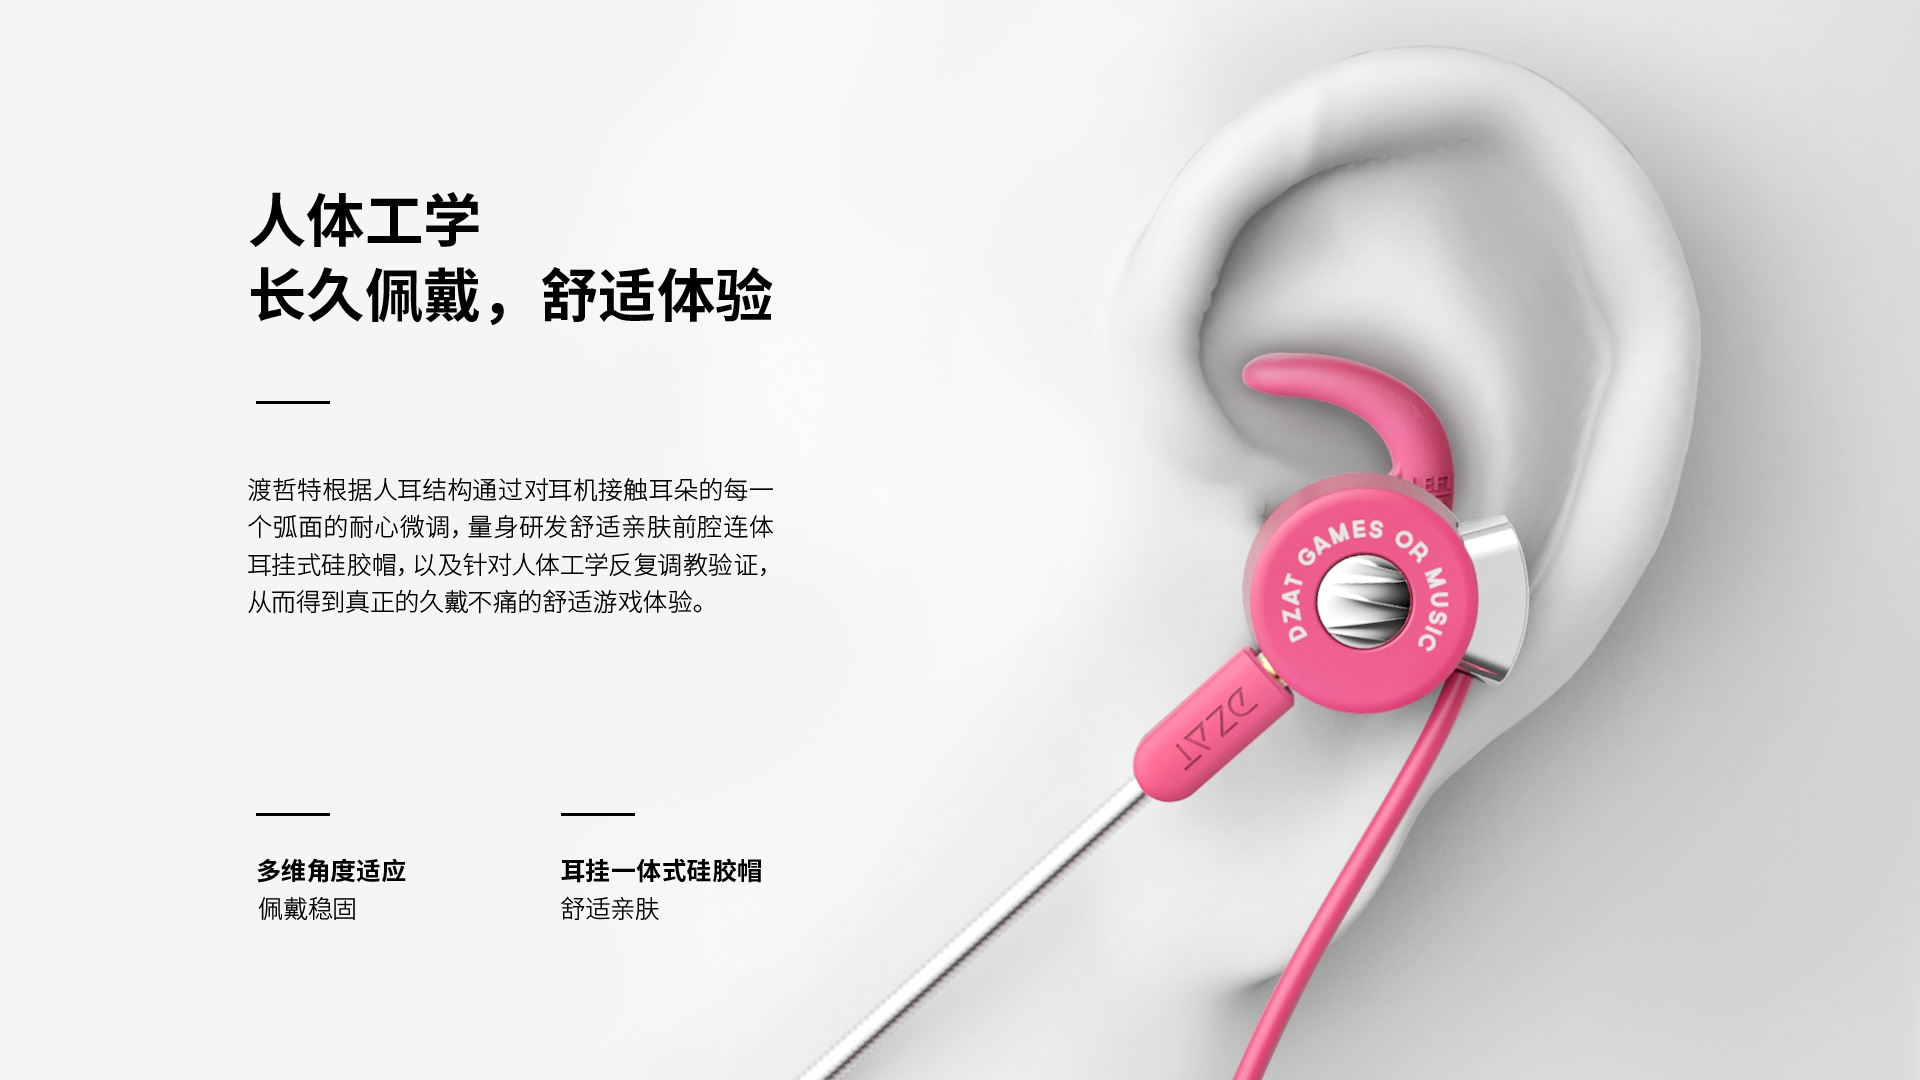 人体工学
长久佩戴，舒适体验
渡哲特根据人耳结构通过对耳机接触耳朵的每一
个弧面的耐心微调，量身研发舒适亲肤前腔连体
耳挂式硅胶帽，以及针对人体工学反复调教验证，
从而得到真正的久戴不痛的舒适游戏体验。
多维角度适应
佩戴稳固
耳挂一体式硅胶帽
舒适亲肤
LEFT
DZAT GAMES OR MUSIC
DZAT